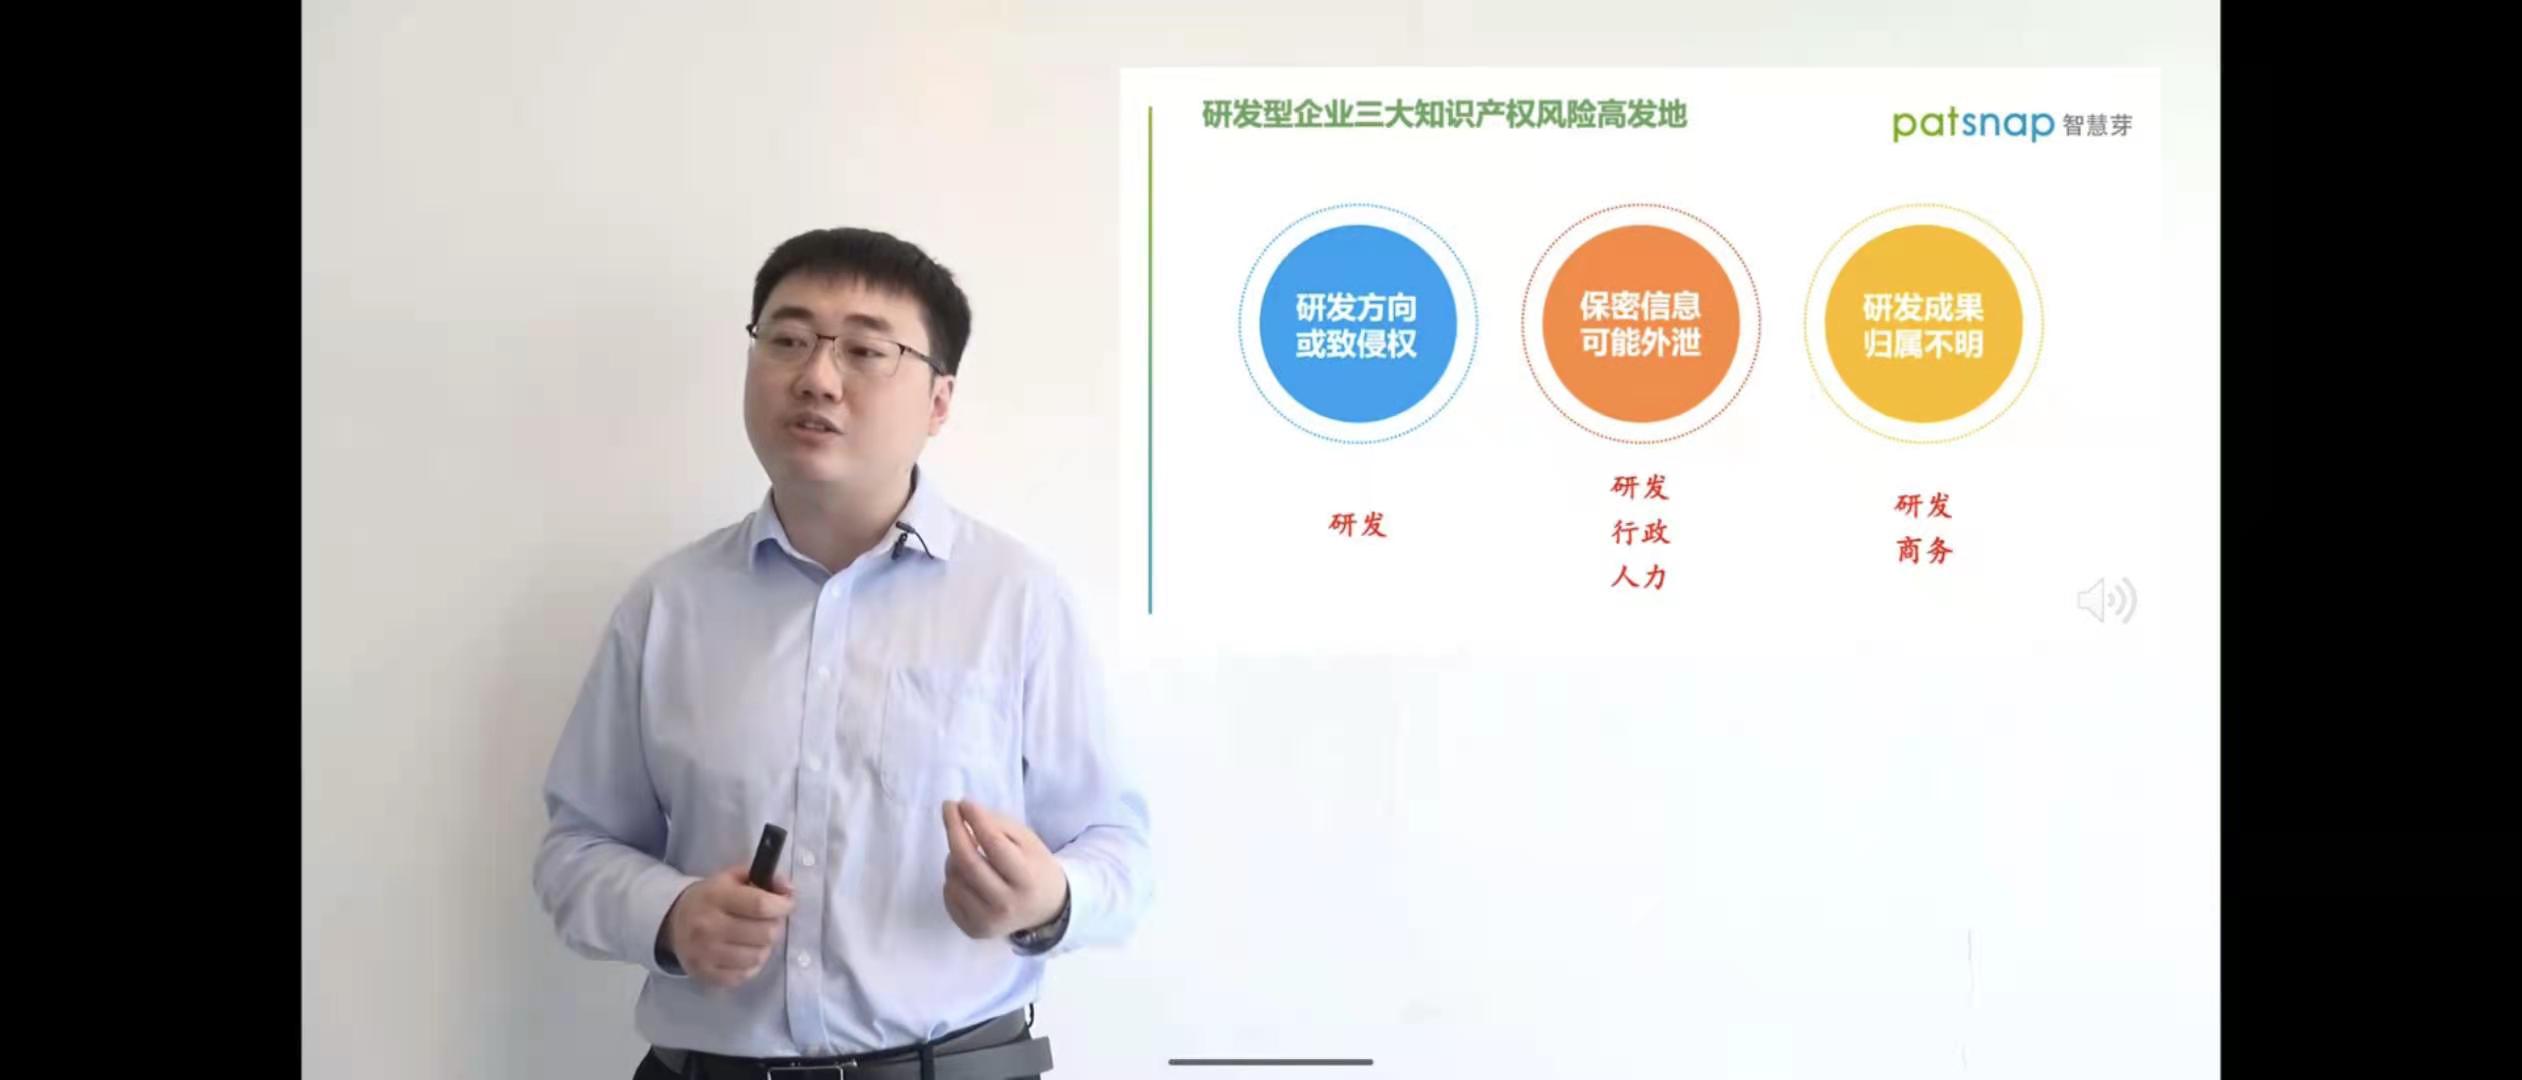 研发型企业三大知识产权风险高发地
patsnap 智慧芽
研发方向
或致侵权
保密信息
可能外泄
研发成果
归属不明
研发
研发
行政
人力
研发
商务